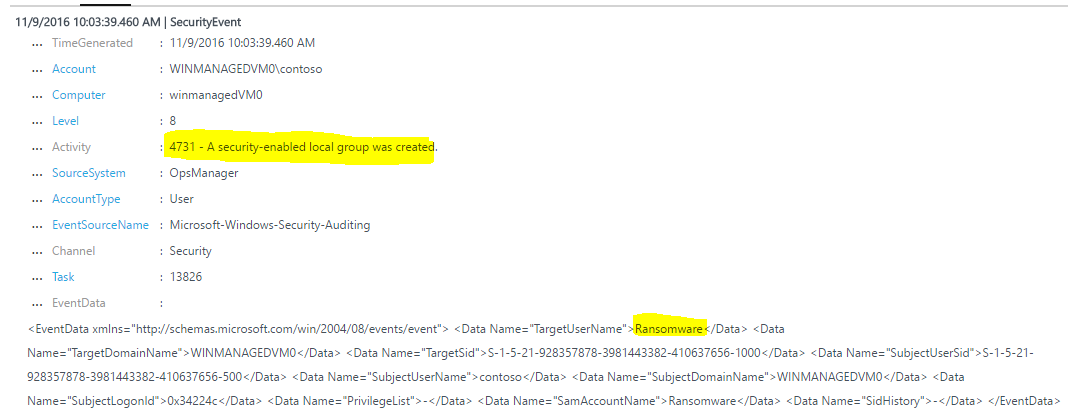 11/9/2016 10:03:39.460 AM | SecurityEvent
... TimeGenerated : 11/9/2016 10:03:39.460 AM
... Account : WINMANAGEDVM0\contoso
... Computer : winmanagedVM0
... Level : 8
... Activity : 4731 - A security-enabled local group was created.
... SourceSystem : OpsManager
... AccountType : User
... EventSourceName : Microsoft-Windows-Security-Auditing
... Channel : Security
... Task : 13826
... EventData :
<EventData xmlns="http://schemas.microsoft.com/win/2004/08/events/event"> <Data Name="TargetUserName">Ransomware</Data> <Data
Name="TargetDomainName">WINMANAGEDVM0</Data> <Data Name="TargetSid">S-1-5-21-928357878-3981443382-410637656-1000</Data> <Data Name="SubjectUserSid">S-1-5-21-
928357878-3981443382-410637656-500</Data> <Data Name="SubjectUserName">contoso</Data> <Data Name="SubjectDomainName">WINMANAGEDVM0</Data> <Data
Name="SubjectLogonId">0x34224c</Data> <Data Name="PrivilegeList">-</Data> <Data Name="SamAccountName">Ransomware</Data> <Data Name="SidHistory">-</Data> </EventData>